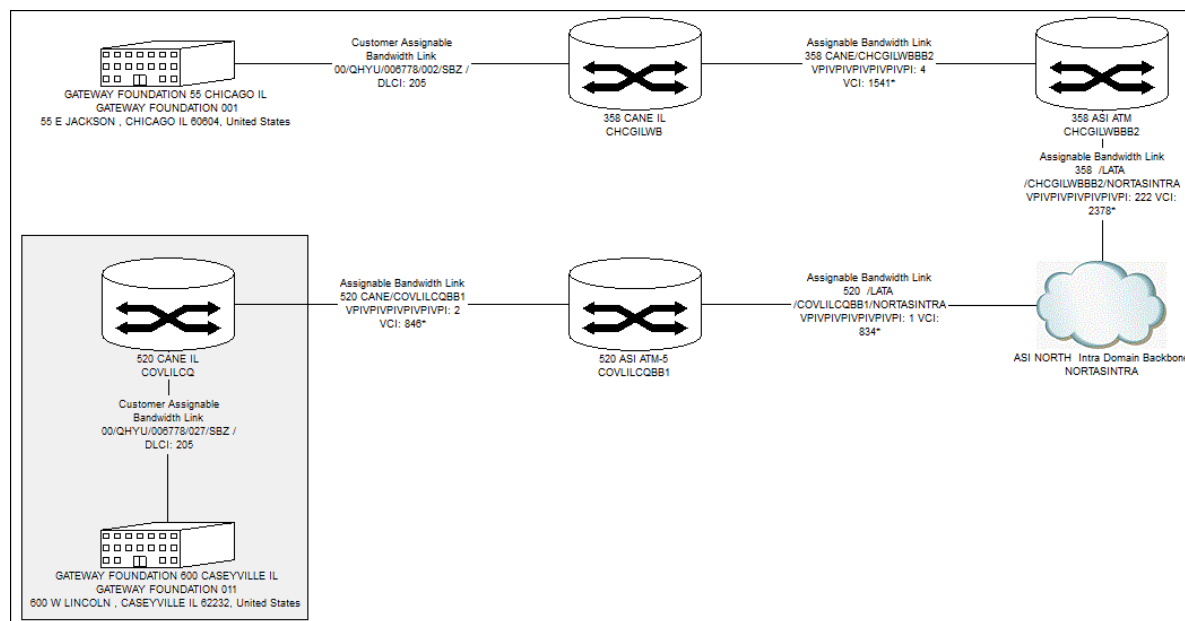 Customer Assignable
Bandwidth Link
00/QHYU/006778/002/SBZ /
DLCI: 205
Assignable Bandwidth Link
358 CANE/CHCGILWBBB2
VPIVPIVPIVPIVPIVPI: 4
VCI: 1541*
GATEWAY FOUNDATION 55 CHICAGO IL
GATEWAY FOUNDATION 001
55 E JACKSON , CHICAGO IL 60604, United States
358 CANE IL
CHCGILWB
358 ASI ATM
CHCGILWBBB2
Assignable Bandwidth Link
358 /LATA
/CHCGILWBBB2/NORTASINTRA
VPIVPIVPIVPIVPIVPI: 222 VCI:
2378*
Assignable Bandwidth Link
520 CANE/COVLILCQBB1
VPIVPIVPIVPIVPIVPI: 2
VCI: 846*
Assignable Bandwidth Link
520 /LATA
/COVLILCQBB1/NORTASINTRA
VPIVPIVPIVPIVPIVPI: 1 VCI:
834*
520 CANE IL
COVLILCQ
520 ASI ATM-5
COVLILCQBB1
ASI NORTH Intra Domain Backbone
NORTASINTRA
Customer Assignable
Bandwidth Link
00/QHYU/006778/027/SBZ /
DLCI: 205
GATEWAY FOUNDATION 600 CASEYVILLE IL
GATEWAY FOUNDATION 011
600 W LINCOLN , CASEYVILLE IL 62232, United States